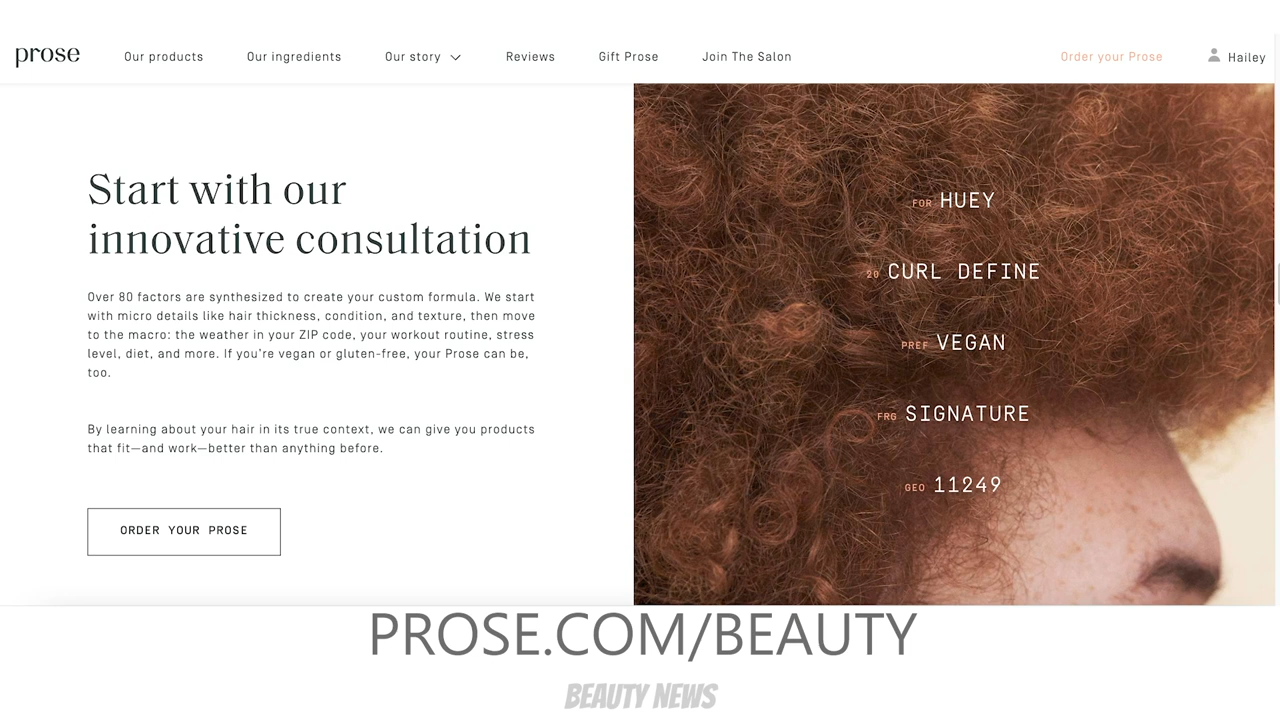 prose
Our products
Our ingredients
Our story
Reviews
Gift Prose
Join The Salon
Order your Prose
Hailey
Start with our
innovative consultation
Over 80 factors are synthesized to create your custom formula. We start
with micro details like hair thickness, condition, and texture, then move
to the macro: the weather in your ZIP code, your workout routine, stress
level, diet, and more. If you're vegan or gluten-free, your Prose can be,
too.
By learning about your hair in its true context, we can give you products
that fit—and work—better than anything before.
ORDER YOUR PROSE
FOR HUEY
20 CURL DEFINE
PREF VEGAN
FRG SIGNATURE
GEO 11249
PROSE.COM/BEAUTY
BEAUTY NEWS